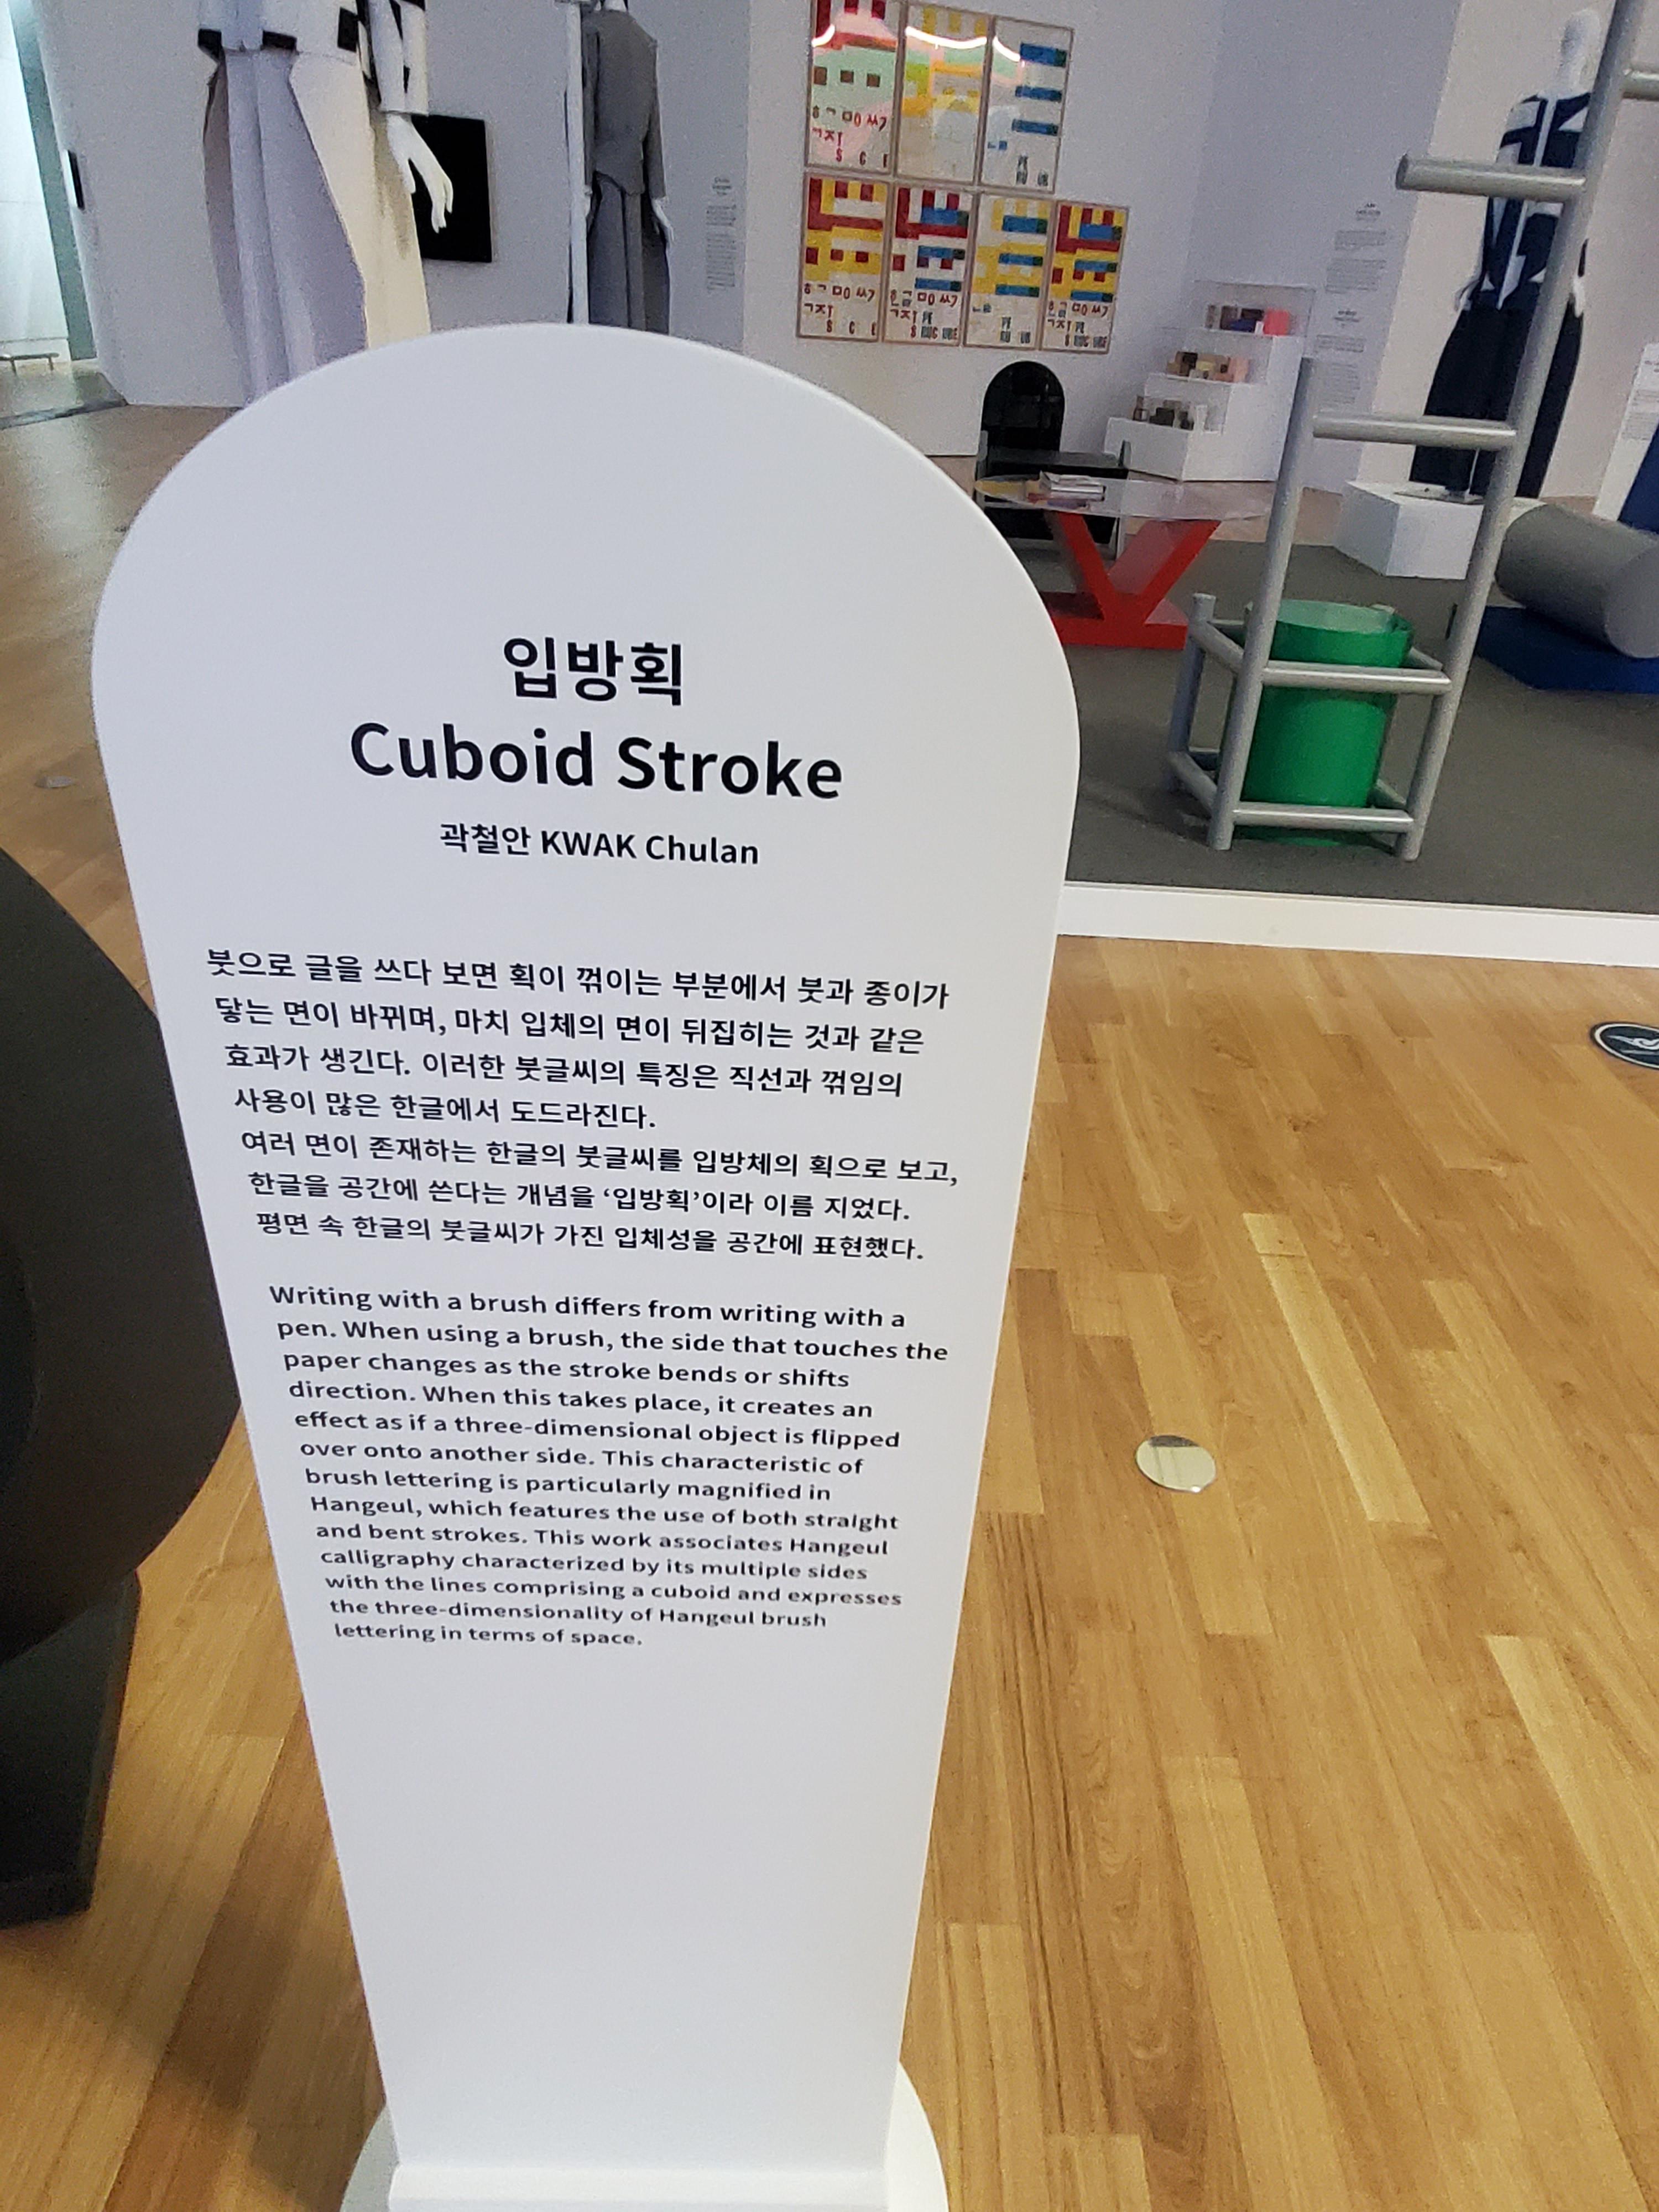 입방획
Cuboid Stroke
곽철안 KWAK Chulan
붓으로 글을 쓰다 보면 획이 꺾이는 부분에서 붓과 종이가
닿는 면이 바뀌며, 마치 입체의 면이 뒤집히는 것과 같은
효과가 생긴다. 이러한 붓글씨의 특징은 직선과 꺾임의
사용이 많은 한글에서 도드라진다.
여러 면이 존재하는 한글의 붓글씨를 입방체의 획으로 보고,
한글을 공간에 쓴다는 개념을 ‘입방획’이라 이름 지었다.
평면 속 한글의 붓글씨가 가진 입체성을 공간에 표현했다.
Writing with a brush differs from writing with a
pen. When using a brush, the side that touches the
paper changes as the stroke bends or shifts
direction. When this takes place, it creates an
effect as if a three-dimensional object is flipped
over onto another side. This characteristic of
brush lettering is particularly magnified in
Hangeul, which features the use of both straight
and bent strokes. This work associates Hangeul
calligraphy characterized by its multiple sides
with the lines comprising a cuboid and expresses
the three-dimensionality of Hangeul brush
lettering in terms of space.